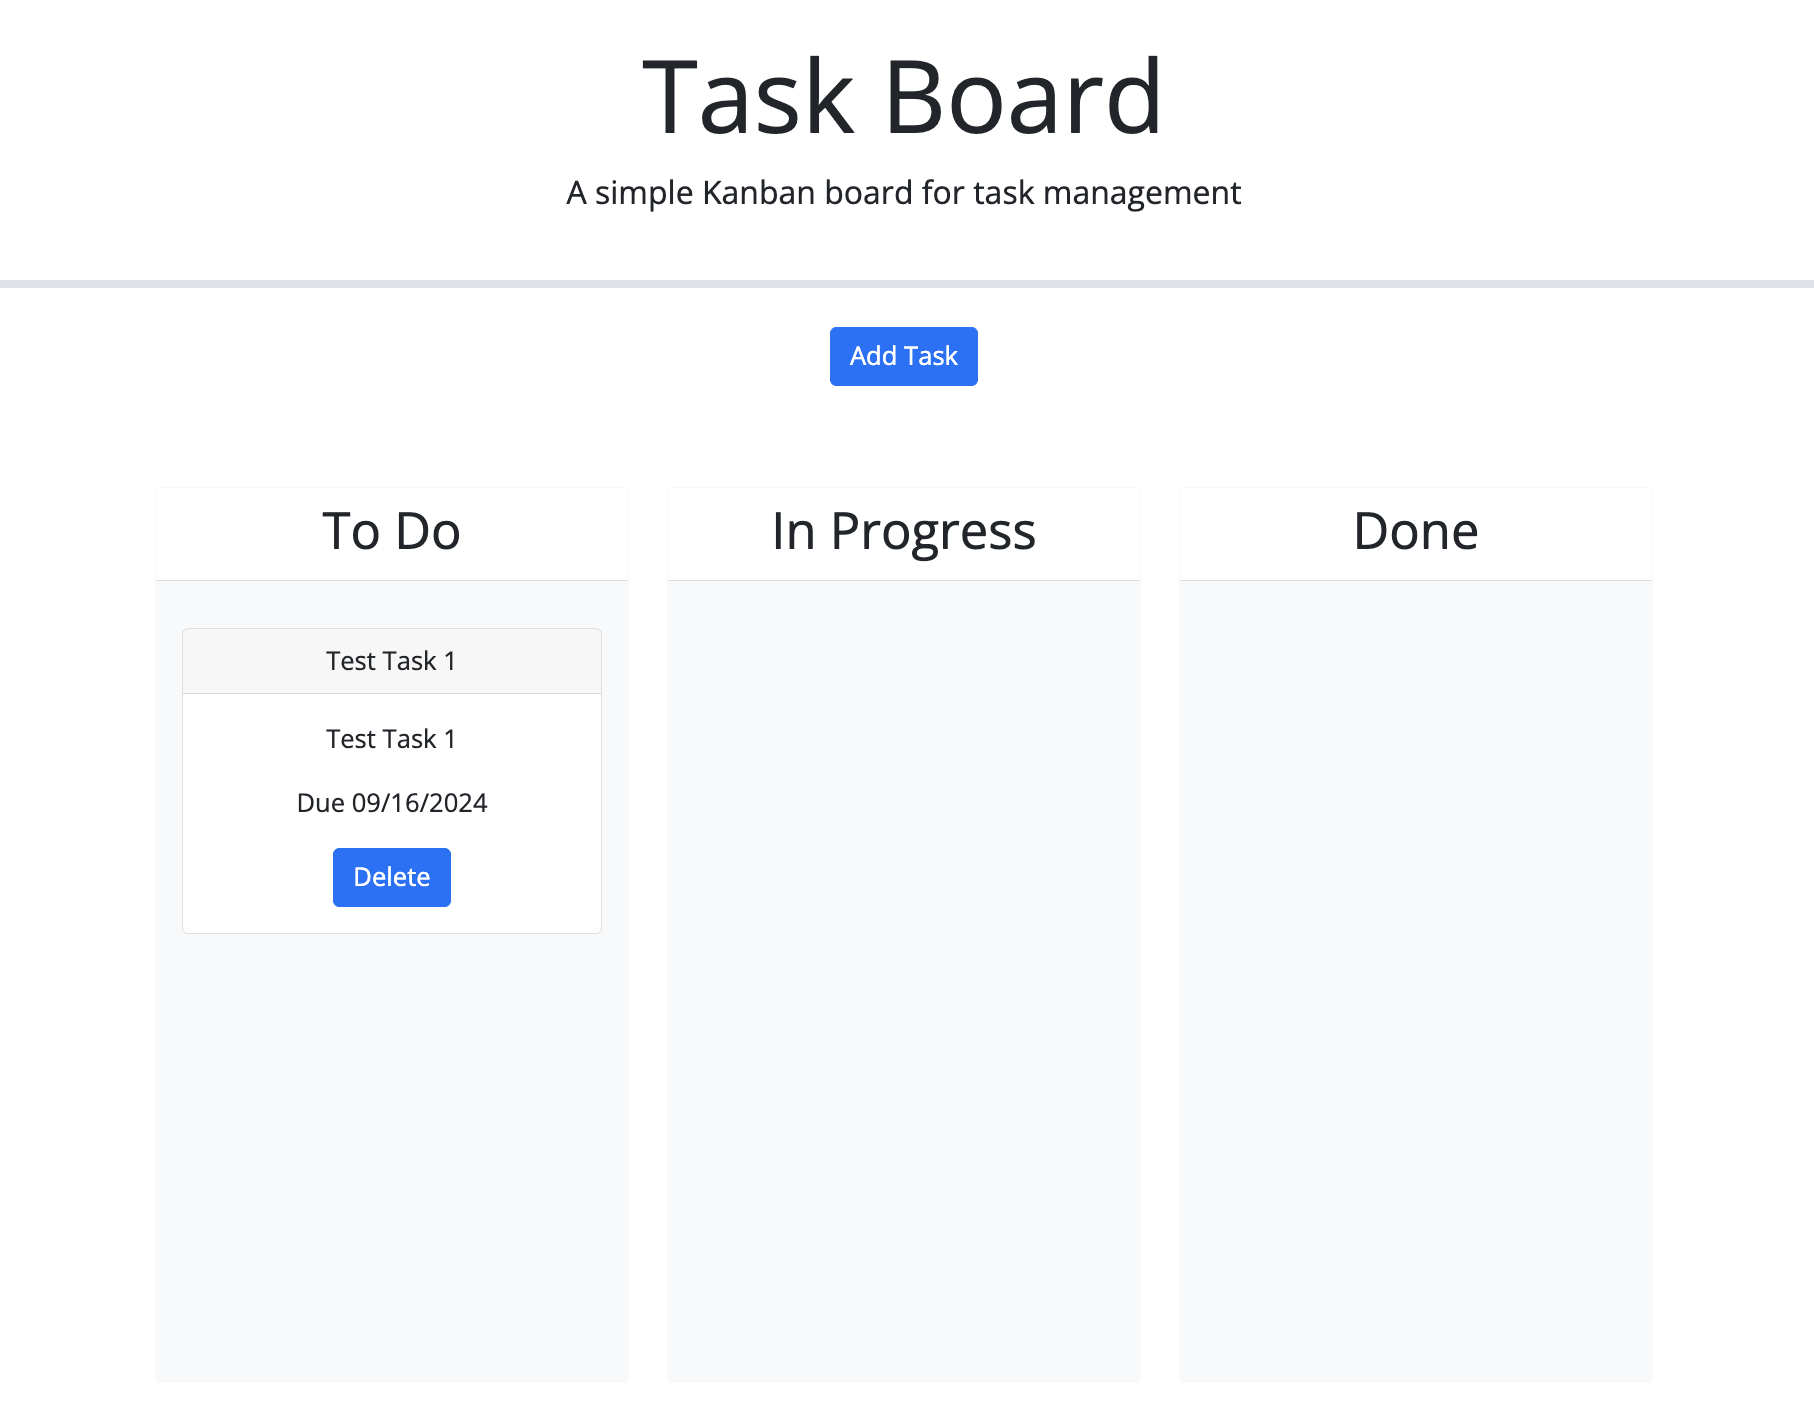 Task Board
A simple Kanban board for task management
Add Task
To Do
In Progress
Done
Test Task 1
Test Task 1
Due 09/16/2024
Delete